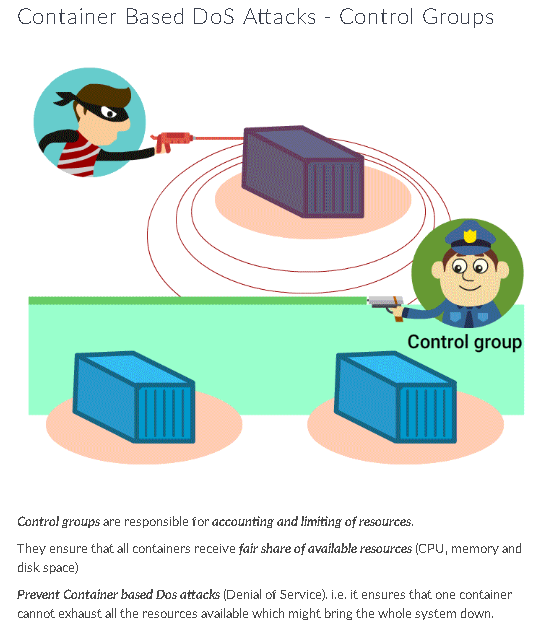 Container Based DoS Attacks - Control Groups
Control group
Control groups are responsible for accounting and limiting of resources.
They ensure that all containers receive fair share of available resources (CPU, memory and
disk space)
Prevent Container based Dos attacks (Denial of Service). i.e. it ensures that one container
cannot exhaust all the resources available which might bring the whole system down.